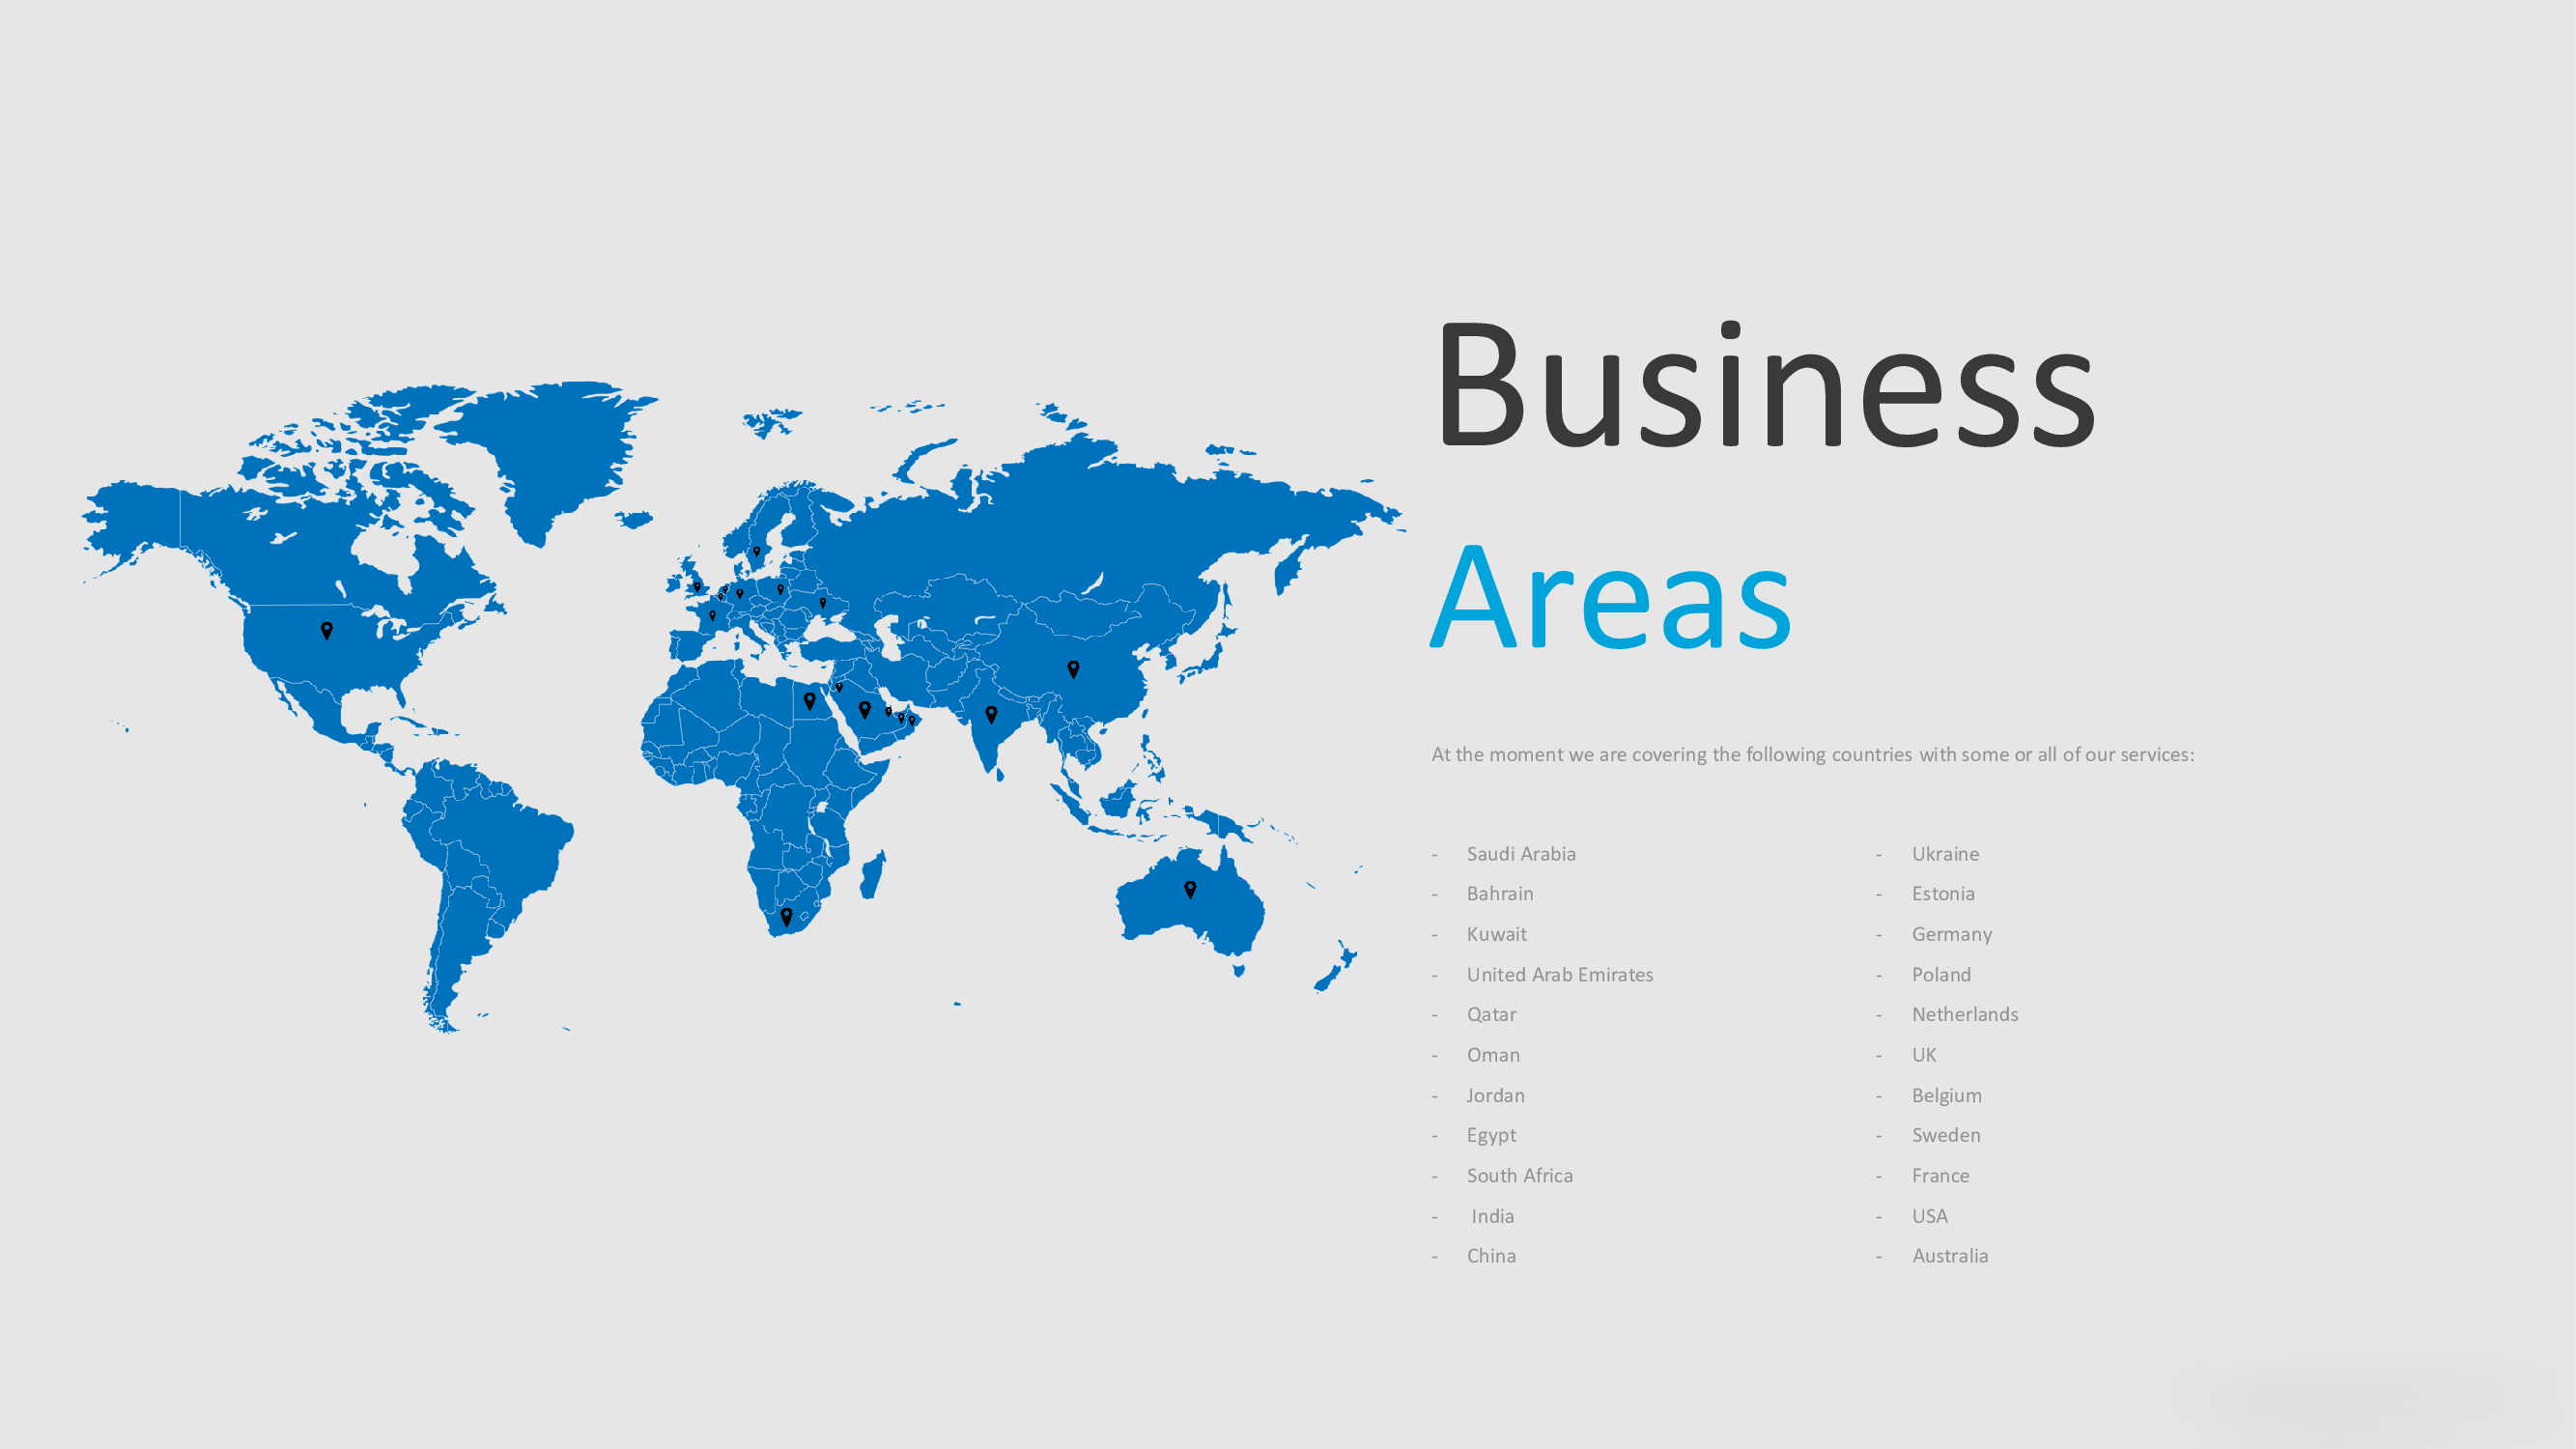 Business
Areas
At the moment we are covering the following countries with some or all of our services:
- Saudi Arabia
- Bahrain
- Kuwait
- United Arab Emirates
- Qatar
- Oman
- Jordan
- Egypt
- South Africa
- India
- China
- Ukraine
- Estonia
- Germany
- Poland
- Netherlands
- UK
- Belgium
- Sweden
- France
- USA
- Australia